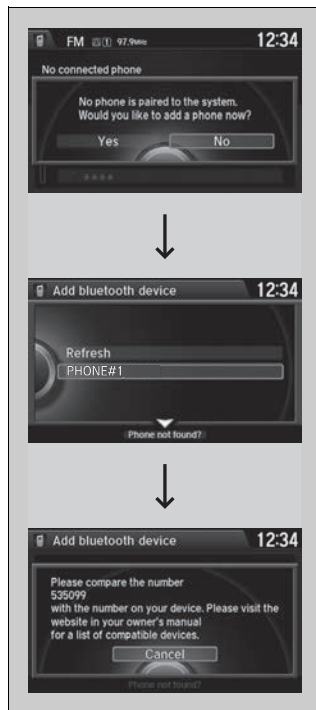 FM 97.9MHz 12:34
No connected phone
No phone is paired to the system.
Would you like to add a phone now?
Yes No
Add bluetooth device 12:34
Refresh
PHONE#1
Phone not found?
Add bluetooth device 12:34
Please compare the number
535099
with the number on your device. Please visit the
website in your owner's manual
for a list of compatible devices.
Cancel
Phone not found?